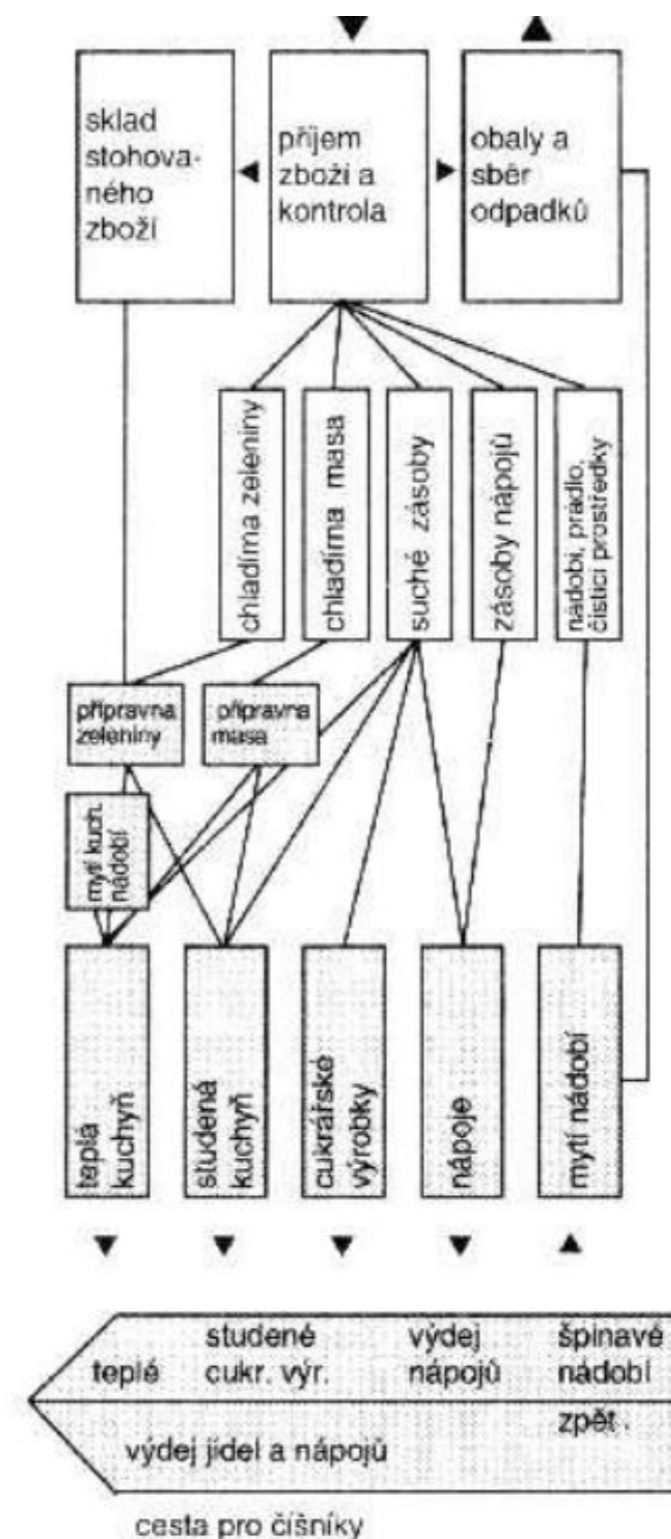 sklad
stohova-
ného
zboží
příjem
zboží a
kontrola
obaly a
sběr
odpadků
chladírna zeleniny
chladírna masa
suché zásoby
zásoby nápojů
nádobí, prádlo,
čisticí prostředky
přípravna
zeleniny
přípravna
masa
mytí kuch.
nádobí
teplá
kuchyň
studená
kuchyň
cukrářské
výrobky
nápoje
mytí nádobí
teplé
studené
cukr. výr.
výdej
nápojů
špinavé
nádobí
zpět.
výdej jídel a nápojů
cesta pro číšníky